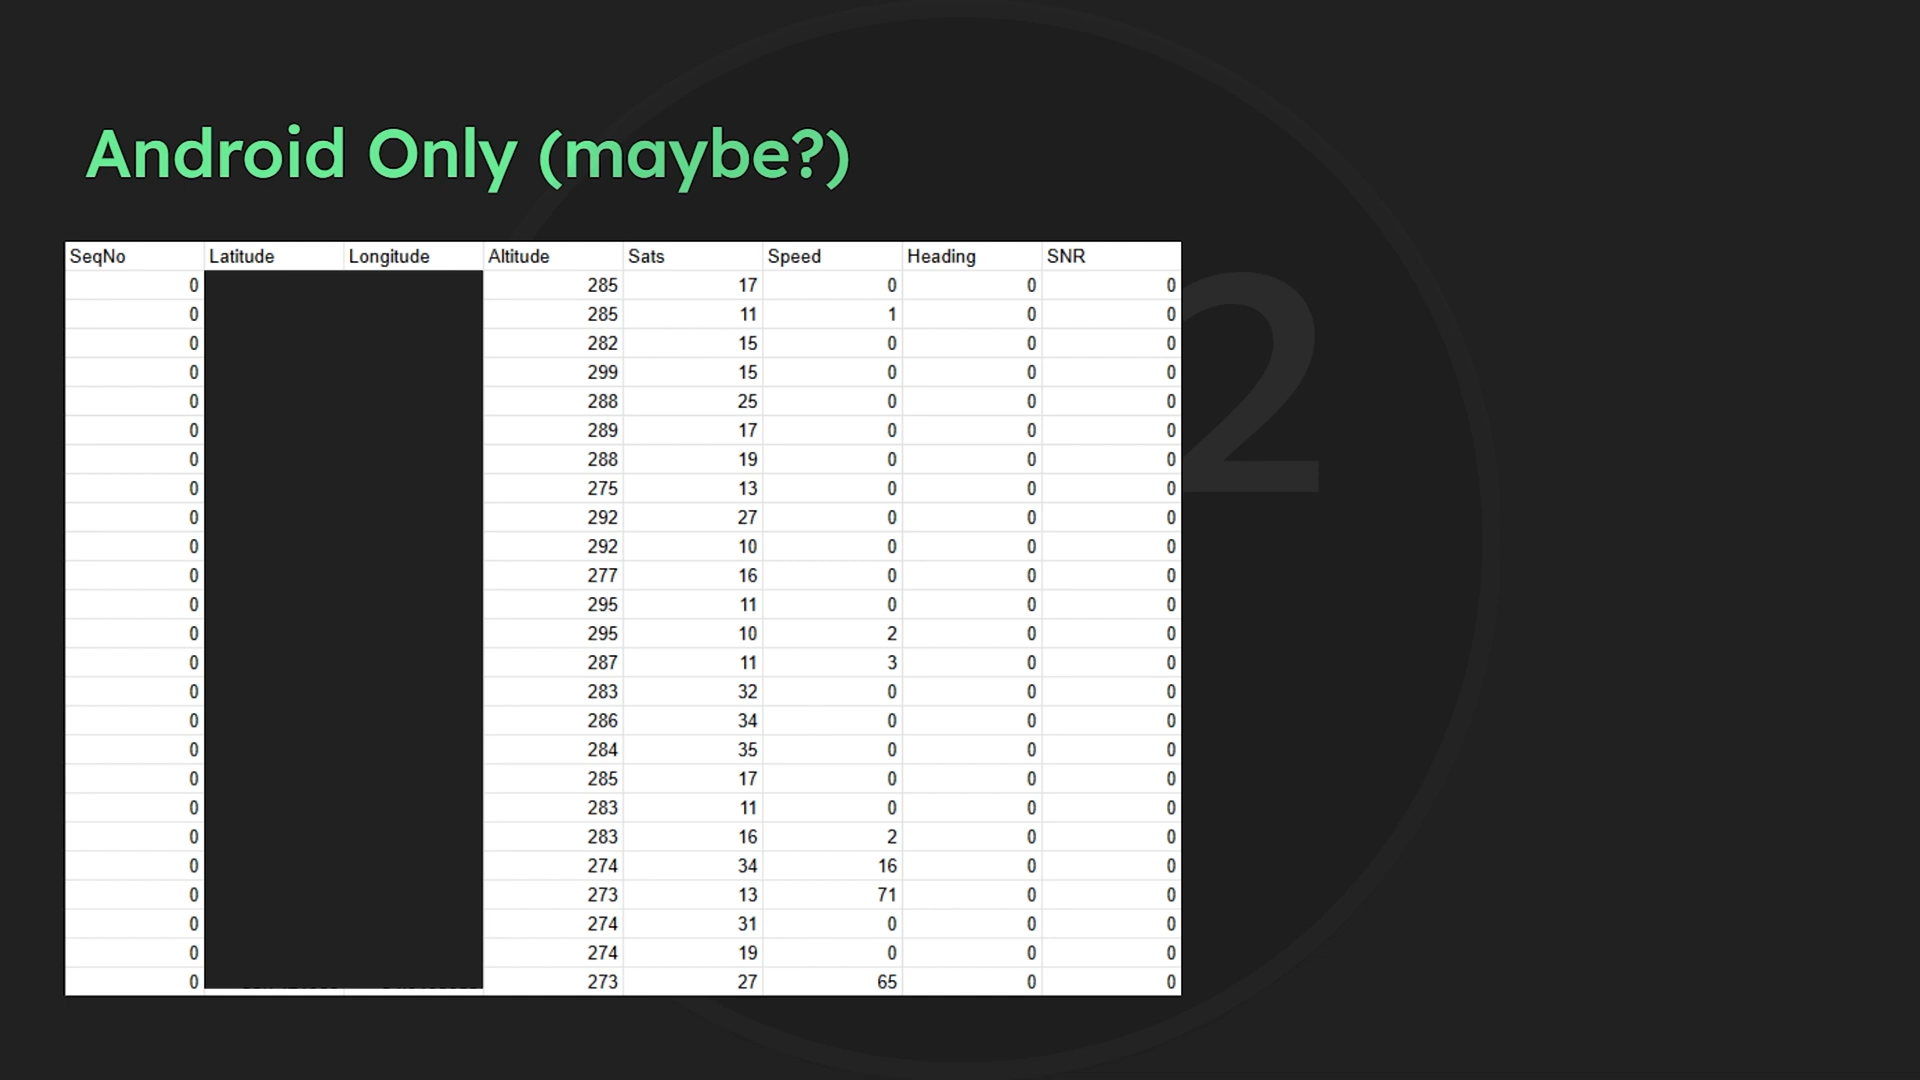 Android Only (maybe?)
SeqNo Latitude Longitude Altitude Sats Speed Heading SNR
0 285 17 0 0 0
0 285 11 1 0 0
0 282 15 0 0 0
0 299 15 0 0 0
0 288 25 0 0 0
0 289 17 0 0 0
0 288 19 0 0 0
0 275 13 0 0 0
0 292 27 0 0 0
0 292 10 0 0 0
0 277 16 0 0 0
0 295 11 0 0 0
0 295 10 2 0 0
0 287 11 3 0 0
0 283 32 0 0 0
0 286 34 0 0 0
0 284 35 0 0 0
0 285 17 0 0 0
0 283 11 0 0 0
0 283 16 2 0 0
0 274 34 16 0 0
0 273 13 71 0 0
0 274 31 0 0 0
0 274 19 0 0 0
0 273 27 65 0 0
2